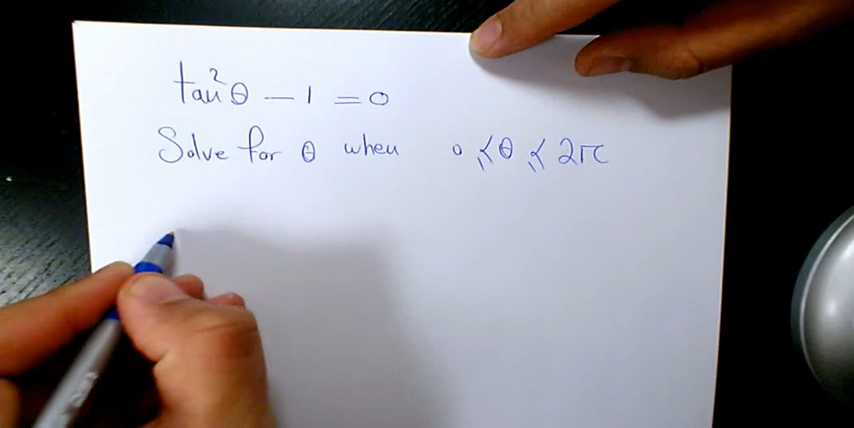 tan²θ — 1 = 0
Solve for θ when 0 ≤ θ ≤ 2π